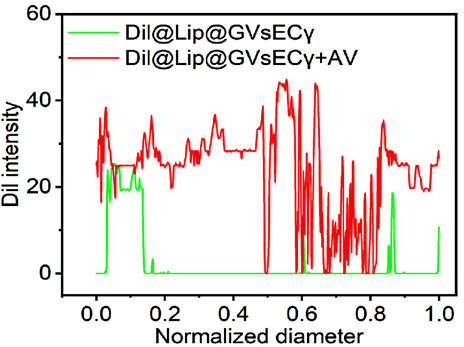 60
40
20
0
DiI intensity
DiI@Lip@GVsECγ
DiI@Lip@GVsECγ+AV
0.0 0.2 0.4 0.6 0.8 1.0
Normalized diameter